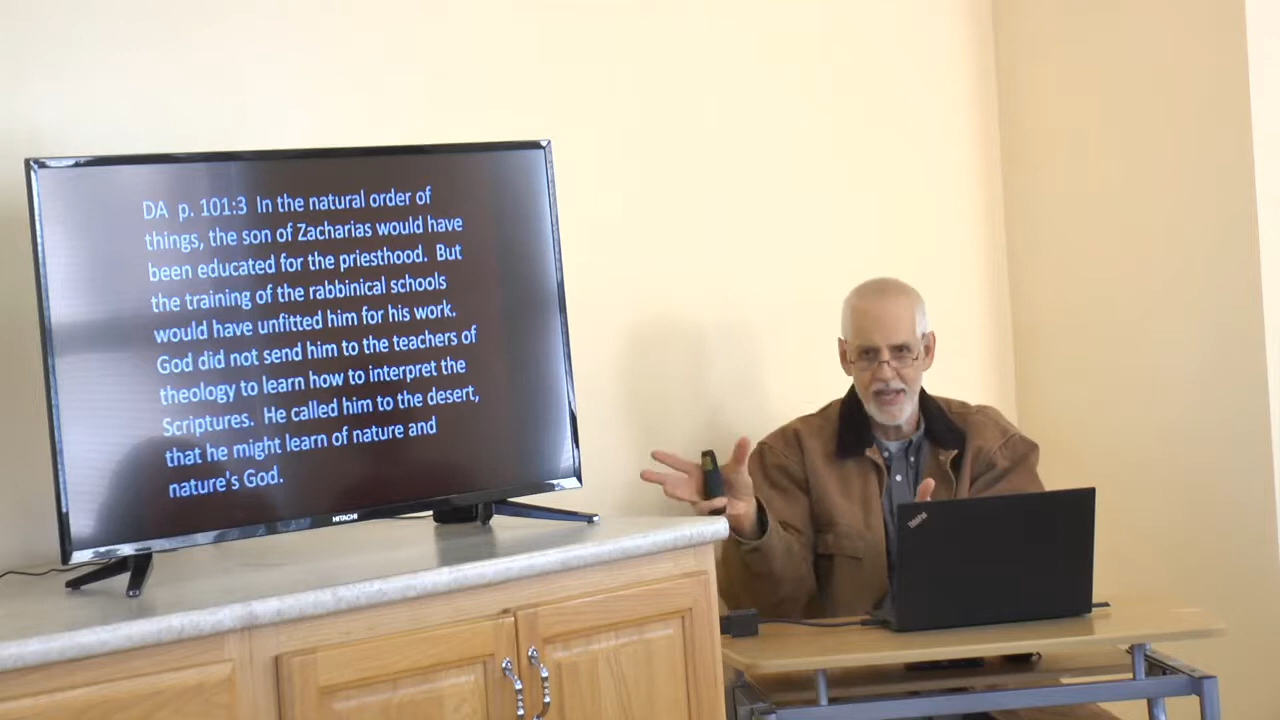 DA  p. 101:3  In the natural order of
things, the son of Zacharias would have
been educated for the priesthood.  But
the training of the rabbinical schools
would have unfitted him for his work.
God did not send him to the teachers of
theology to learn how to interpret the
Scriptures.  He called him to the desert,
that he might learn of nature and
nature's God.
HITACHI
ThinkPad